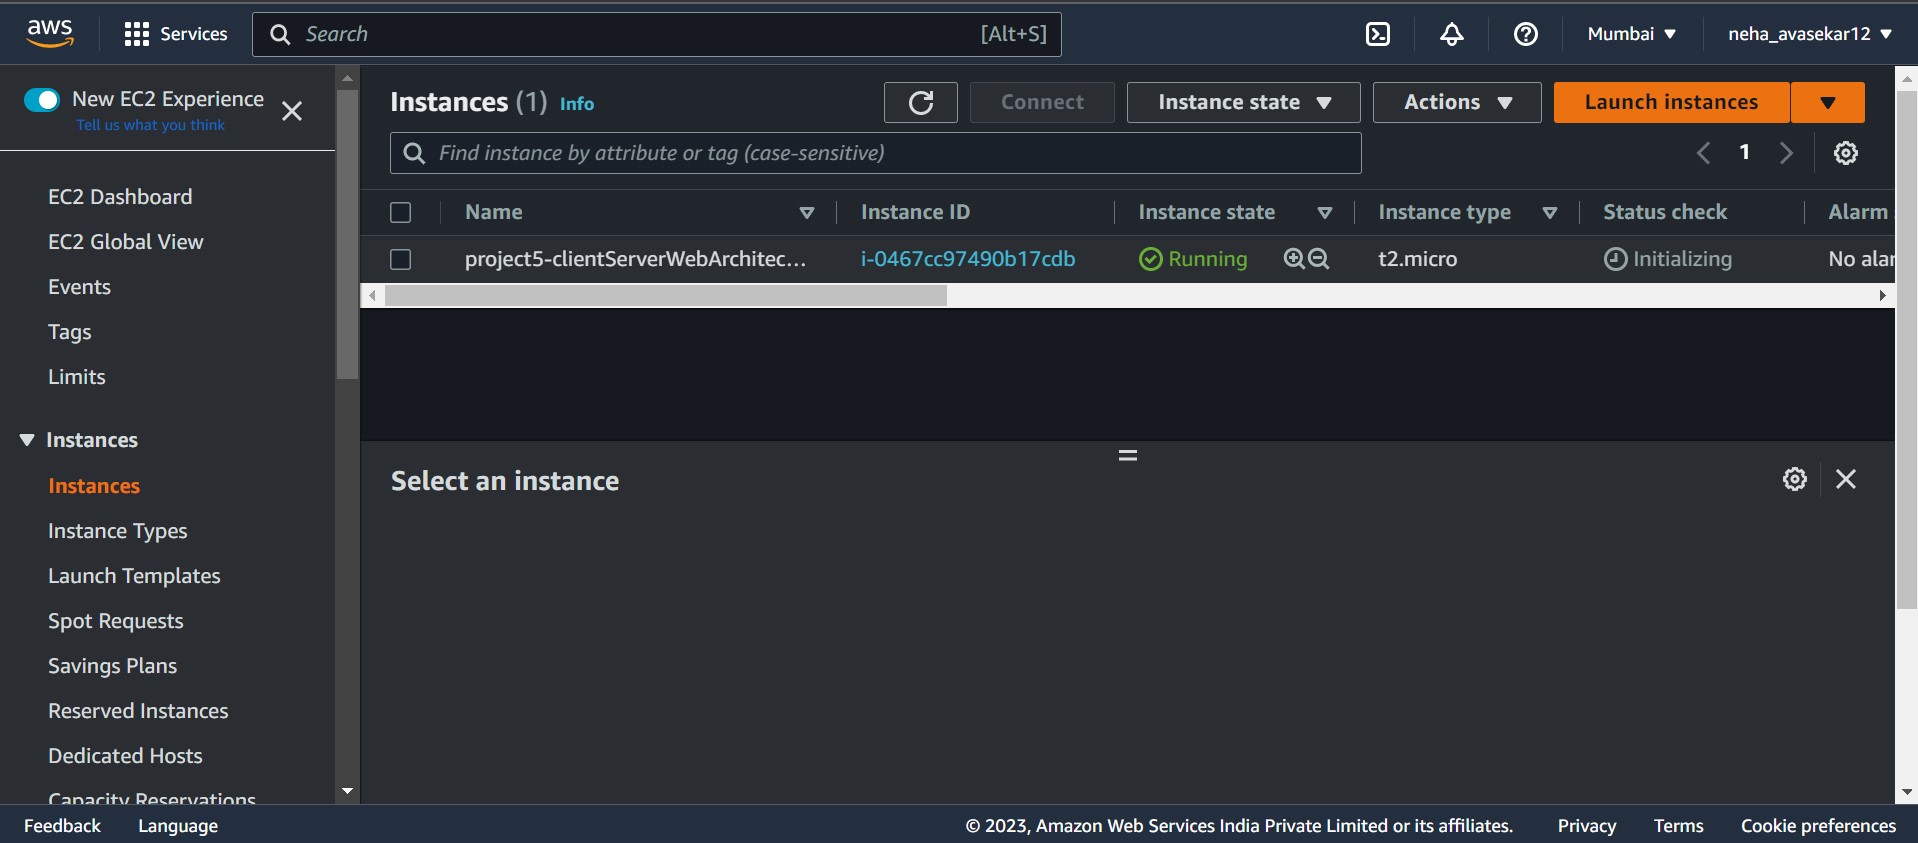 aws Services Search [Alt+S] Mumbai neha_avasekar12
New EC2 Experience
Tell us what you think
EC2 Dashboard
EC2 Global View
Events
Tags
Limits
Instances
Instances
Instance Types
Launch Templates
Spot Requests
Savings Plans
Reserved Instances
Dedicated Hosts
Capacity Reservations
Instances (1) Info Connect Instance state Actions Launch instances
Find instance by attribute or tag (case-sensitive) 1
Name Instance ID Instance state Instance type Status check Alarm
project5-clientServerWebArchitec... i-0467cc97490b17cdb Running t2.micro Initializing No alar
Select an instance
Feedback Language © 2023, Amazon Web Services India Private Limited or its affiliates. Privacy Terms Cookie preferences